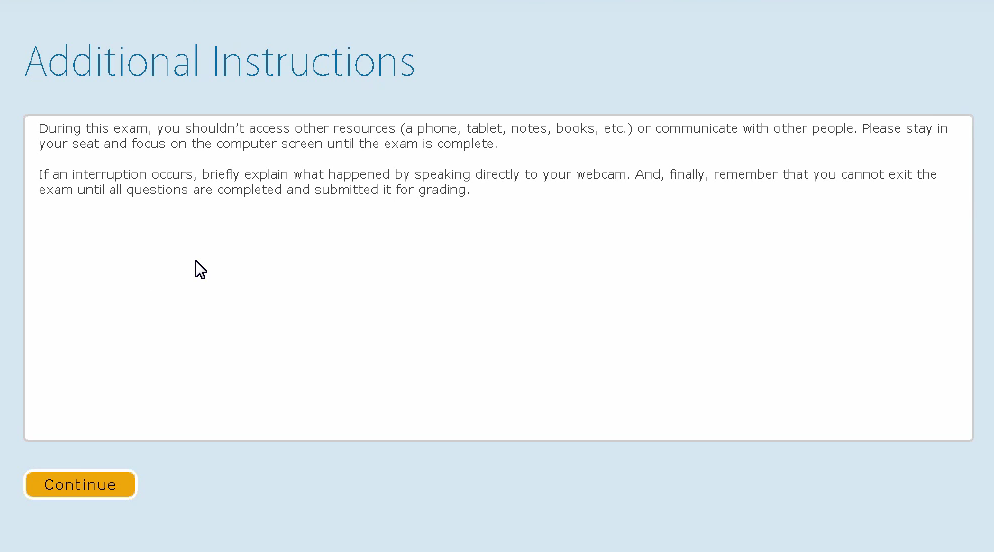 Additional Instructions
During this exam, you shouldn't access other resources (a phone, tablet, notes, books, etc.) or communicate with other people. Please stay in
your seat and focus on the computer screen until the exam is complete.
If an interruption occurs, briefly explain what happened by speaking directly to your webcam. And, finally, remember that you cannot exit the
exam until all questions are completed and submitted it for grading.
Continue